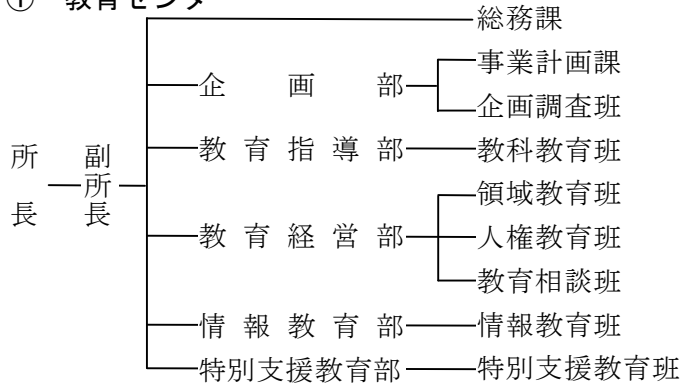 ① 教育センター
総務課
企画部
事業計画課
企画調査班
教育指導部
教科教育班
所長
副所長
教育経営部
領域教育班
人権教育班
教育相談班
情報教育部
情報教育班
特別支援教育部
特別支援教育班